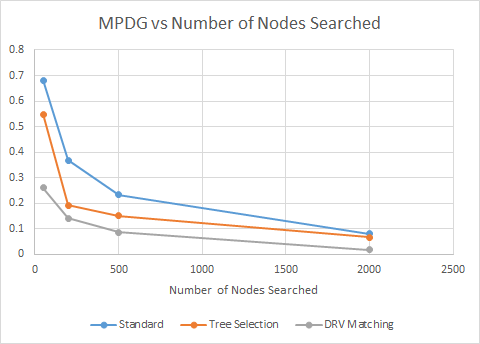 MPDG vs Number of Nodes Searched
0.8
0.7
0.6
0.5
0.4
0.3
0.2
0.1
0
0 500 1000 1500 2000 2500
Number of Nodes Searched
Standard Tree Selection DRV Matching